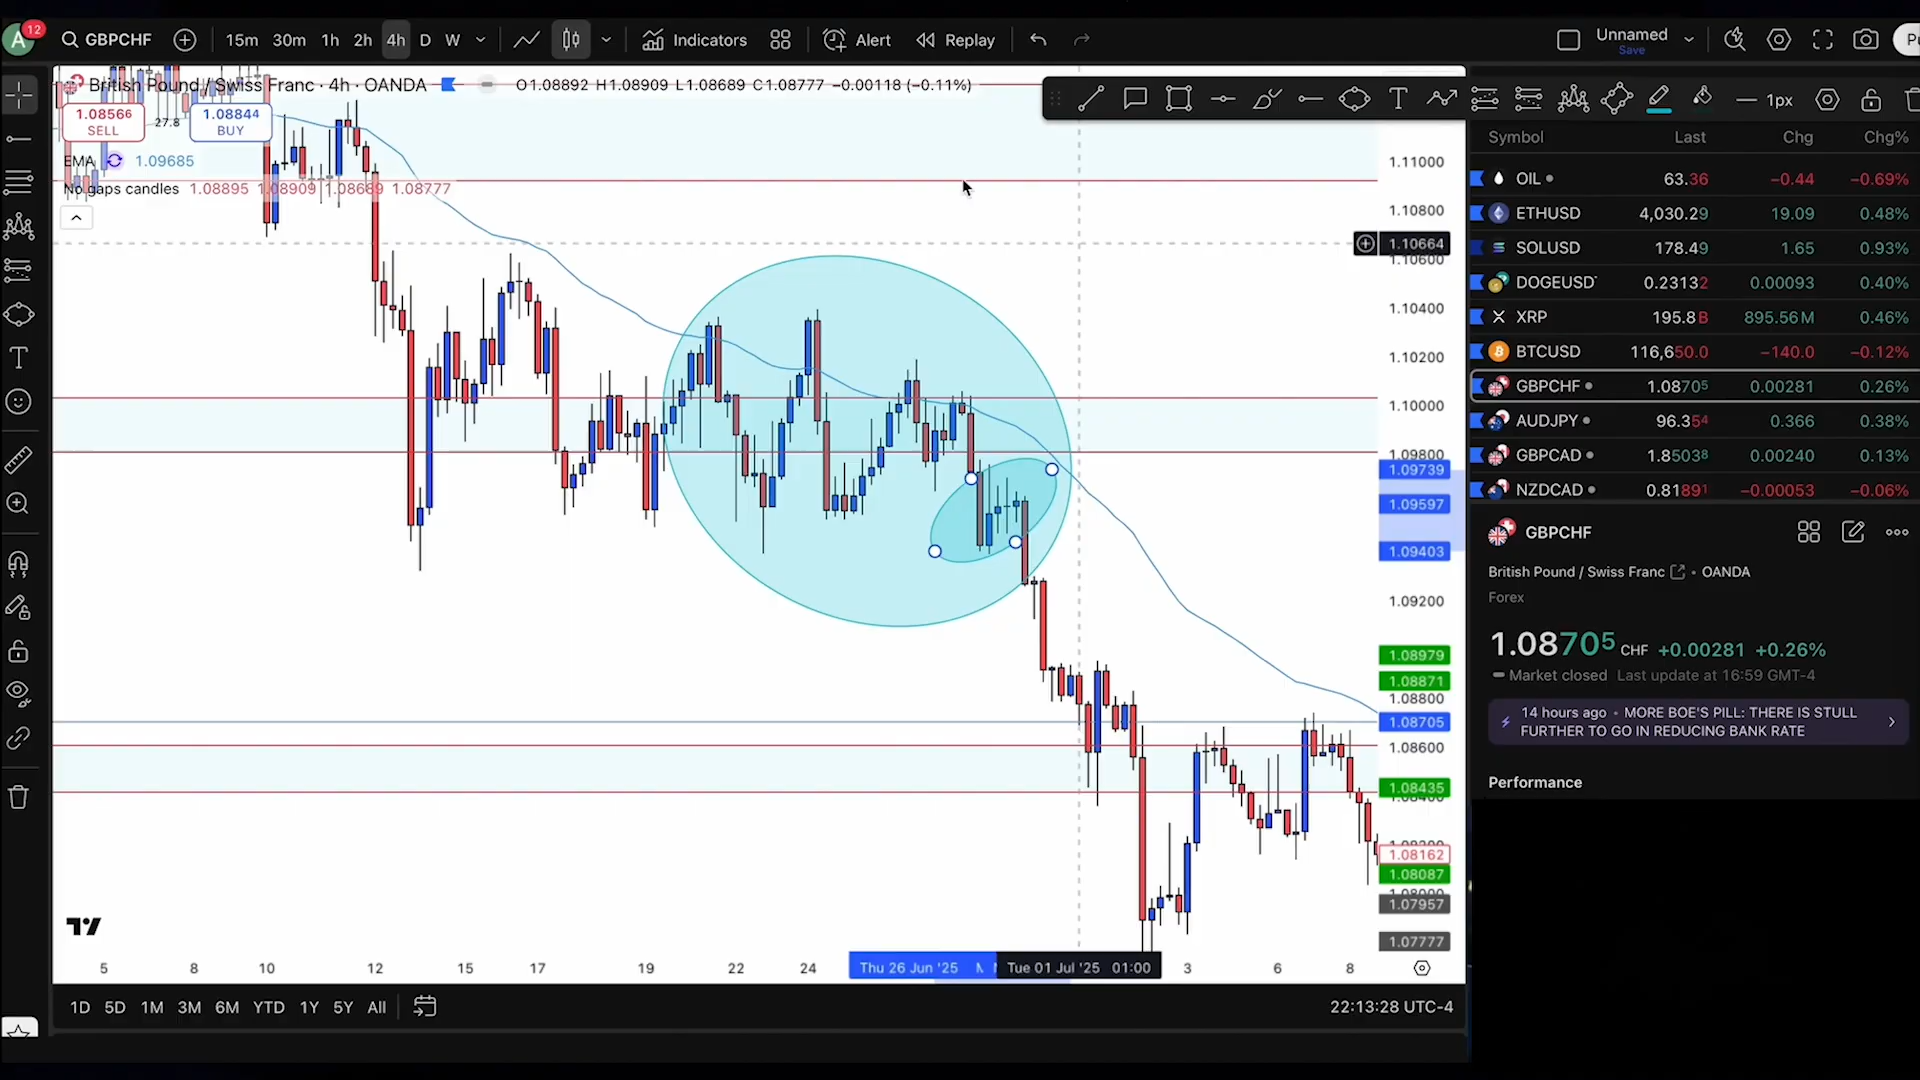 A 12 GBPCHF 15m 30m 1h 2h 4h D W Indicators Alert Replay Unnamed Save
British Pound / Swiss Franc · 4h · OANDA O1.08892 H1.08909 L1.08689 C1.08777 −0.00118 (−0.11%)
1.08566 SELL 27.8 1.08844 BUY
EMA 1.09685
No gaps candles 1.08895 1.08909 1.08689 1.08777
T 1px
1.11000
1.10800
1.10664
1.10600
1.10400
1.10200
1.10000
1.09800
1.09739
1.09597
1.09403
1.09200
1.08979
1.08871
1.08800
1.08705
1.08600
1.08435
1.08162
1.08087
1.08000
1.07957
1.07777
5 8 10 12 15 17 19 22 24 Thu 26 Jun '25 Tue 01 Jul '25 01:00 3 6 8
1D 5D 1M 3M 6M YTD 1Y 5Y All 22:13:28 UTC-4
Symbol Last Chg Chg%
OIL 63.36 −0.44 −0.69%
ETHUSD 4,030.29 19.09 0.48%
SOLUSD 178.49 1.65 0.93%
DOGEUSD 0.23132 0.00093 0.40%
XRP 195.8B 895.56M 0.46%
BTCUSD 116,650.0 −140.0 −0.12%
GBPCHF 1.08705 0.00281 0.26%
AUDJPY 96.354 0.366 0.38%
GBPCAD 1.85038 0.00240 0.13%
NZDCAD 0.81891 −0.00053 −0.06%
GBPCHF
British Pound / Swiss Franc · OANDA
Forex
1.08705 CHF +0.00281 +0.26%
Market closed Last update at 16:59 GMT-4
14 hours ago · MORE BOE'S PILL: THERE IS STULL
FURTHER TO GO IN REDUCING BANK RATE
Performance